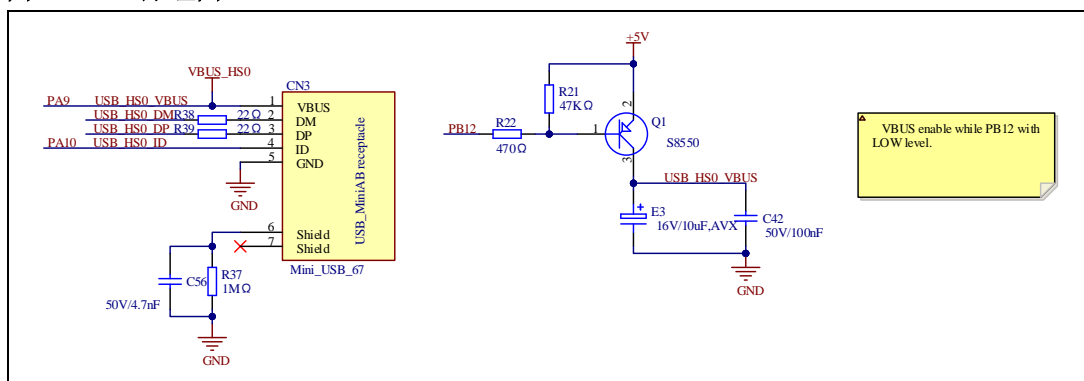 VBUS_HS0
CN3
PA9 USB_HS0_VBUS 1 VBUS
USB_HS0_DM R38 22Ω 2 DM
USB_HS0_DP R39 22Ω 3 DP
PA10 USB_HS0_ID 4 ID
5 GND
GND
USB_MiniAB receptacle
6 Shield
7 Shield
Mini_USB_67
C56
R37
1MΩ
50V/4.7nF
GND
+5V
R21
47KΩ
2
PB12 R22 1 Q1
470Ω S8550
3
USB_HS0_VBUS
E3
16V/10uF,AVX
C42
50V/100nF
GND
VBUS enable while PB12 with
LOW level.